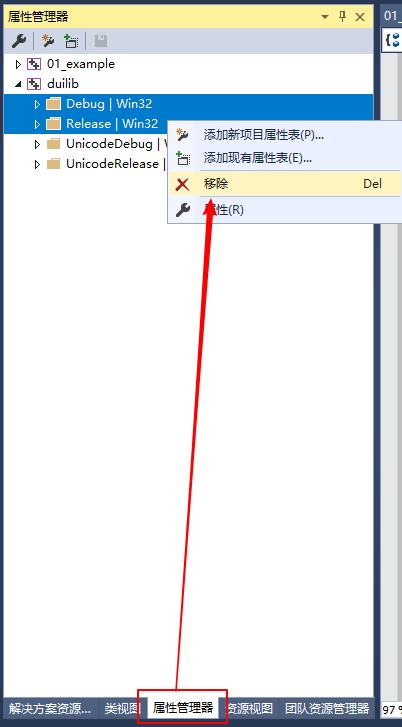 属性管理器
01_
01_example
duilib
Debug | Win32
Release | Win32
UnicodeDebug |
UnicodeRelease |
添加新项目属性表(P)...
添加现有属性表(E)...
移除 Del
属性(R)
97 %
解决方案资源... 类视图 属性管理器 资源视图 团队资源管理器